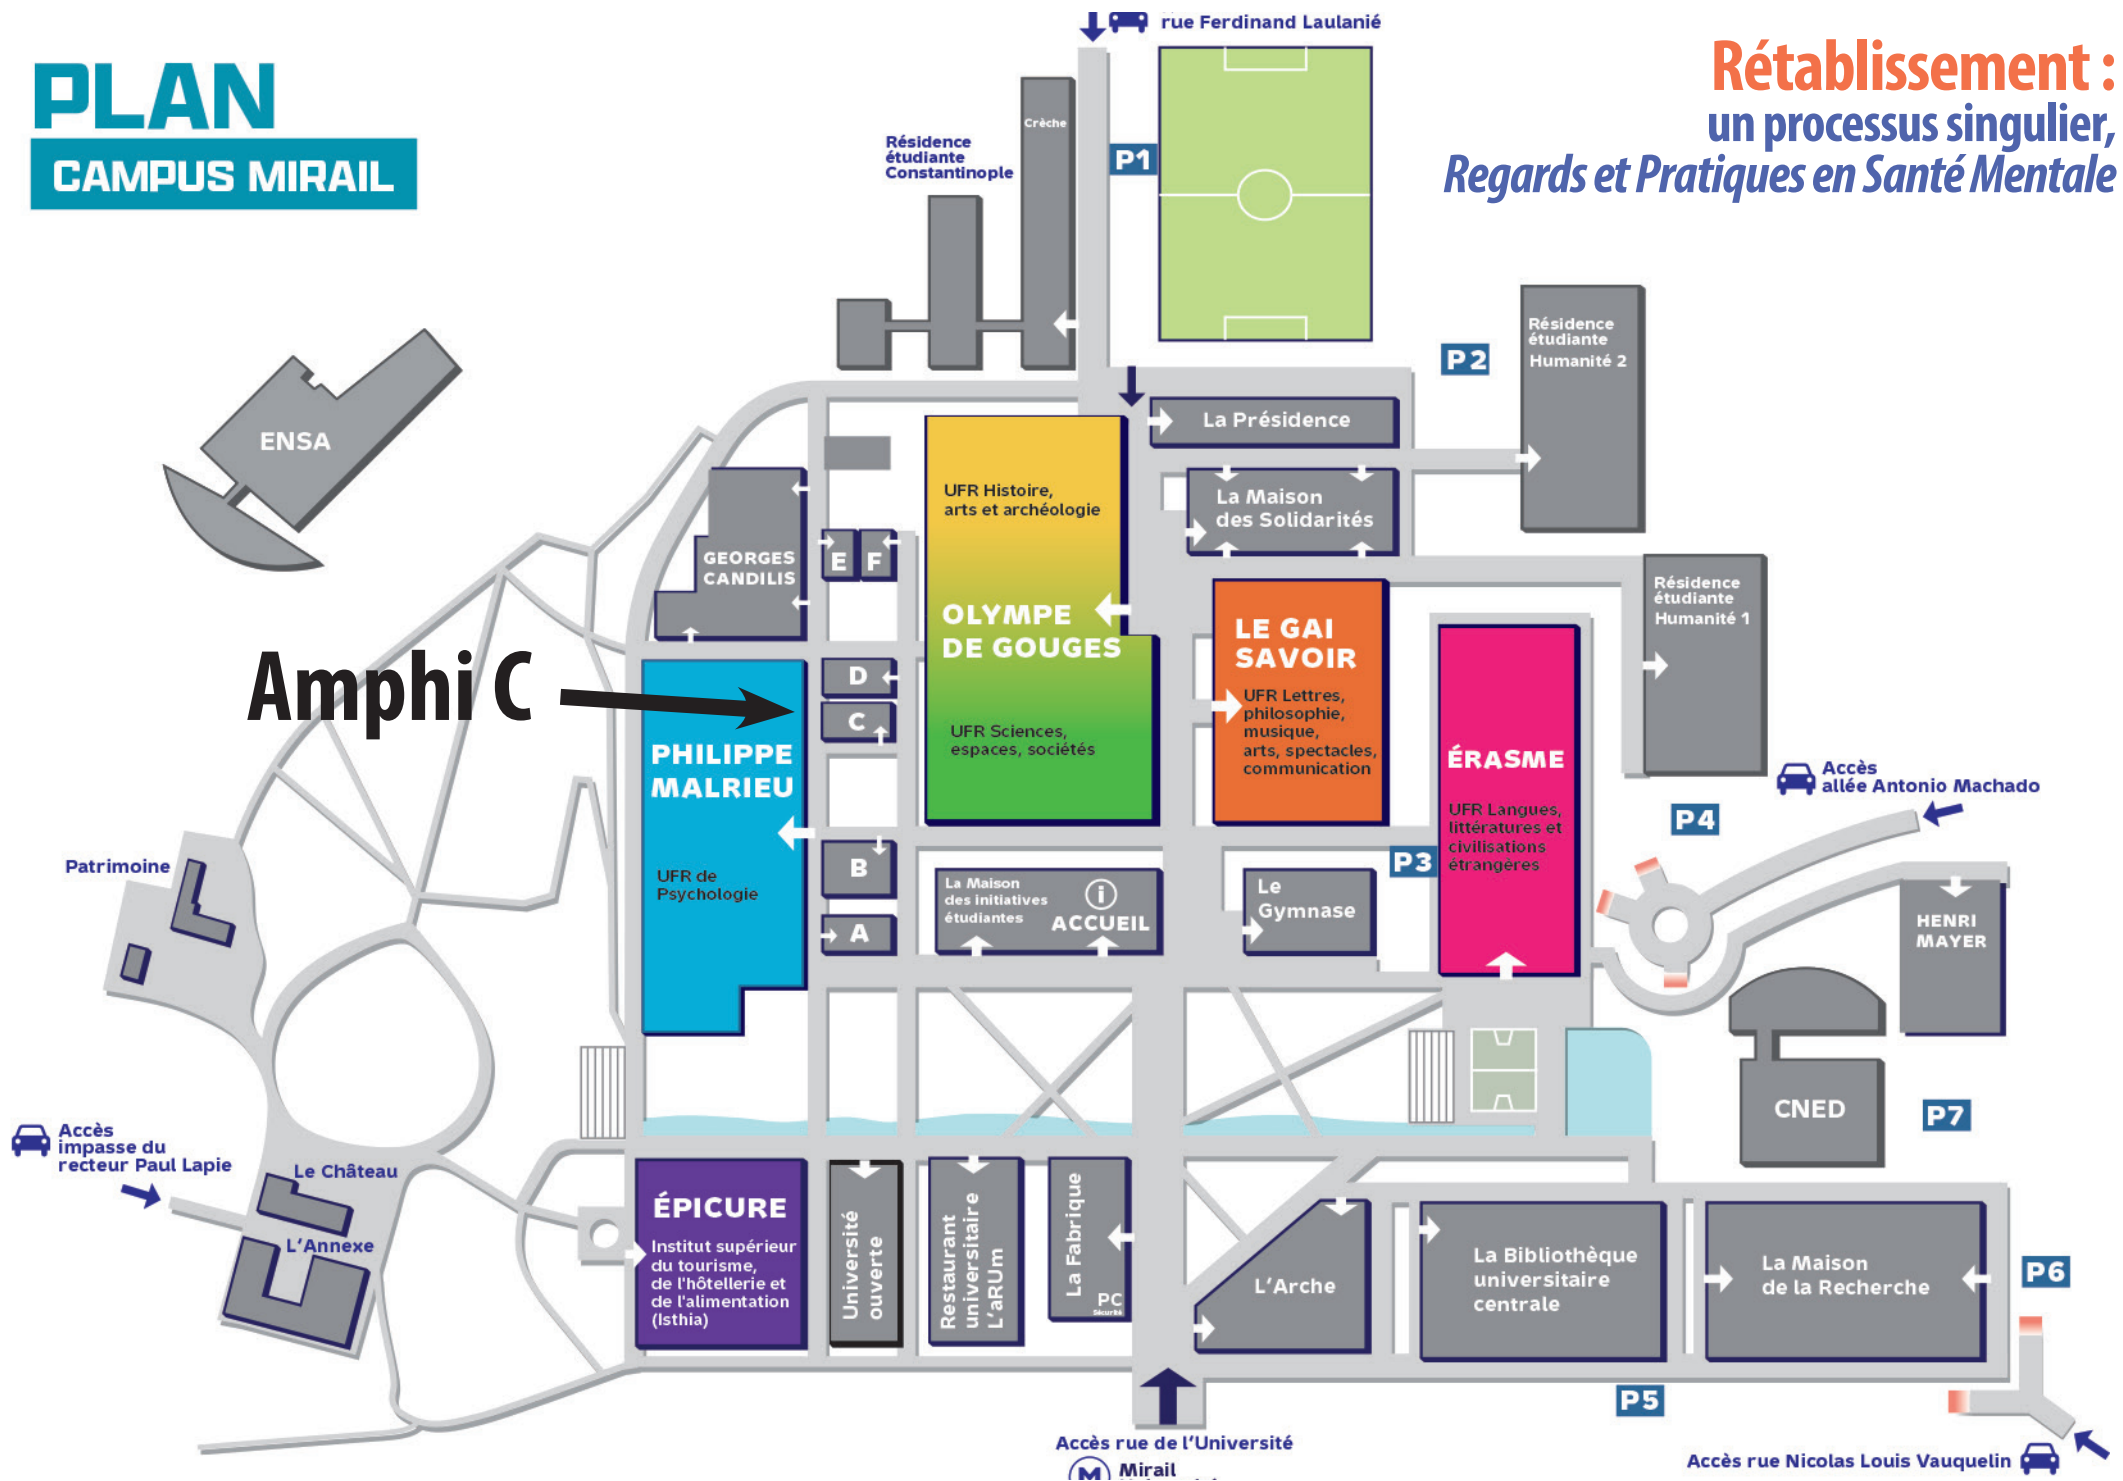 PLAN
CAMPUS MIRAIL
rue Ferdinand Laulanié
Rétablissement :
un processus singulier,
Regards et Pratiques en Santé Mentale
Crèche
Résidence
étudiante
Constantinople
P1
P2
Résidence
étudiante
Humanité 2
ENSA
La Présidence
UFR Histoire,
arts et archéologie
La Maison
des Solidarités
GEORGES
CANDILIS
E
F
Résidence
étudiante
Humanité 1
OLYMPE
DE GOUGES
LE GAI
SAVOIR
UFR Lettres,
philosophie,
musique,
arts, spectacles,
communication
Amphi C
D
C
UFR Sciences,
espaces, sociétés
PHILIPPE
MALRIEU
UFR de
Psychologie
ÉRASME
UFR Langues,
littératures et
civilisations
étrangères
Accès
allée Antonio Machado
P4
P3
Patrimoine
B
A
La Maison
des initiatives
étudiantes
i
ACCUEIL
Le
Gymnase
HENRI
MAYER
CNED
P7
Accès
impasse du
recteur Paul Lapie
Le Château
L'Annexe
ÉPICURE
Institut supérieur
du tourisme,
de l'hôtellerie et
de l'alimentation
(Isthia)
Université
ouverte
Restaurant
universitaire
L'aRUm
La Fabrique
PC
Sécurité
L'Arche
La Bibliothèque
universitaire
centrale
La Maison
de la Recherche
P6
P5
Accès rue de l'Université
M
Mirail
Accès rue Nicolas Louis Vauquelin